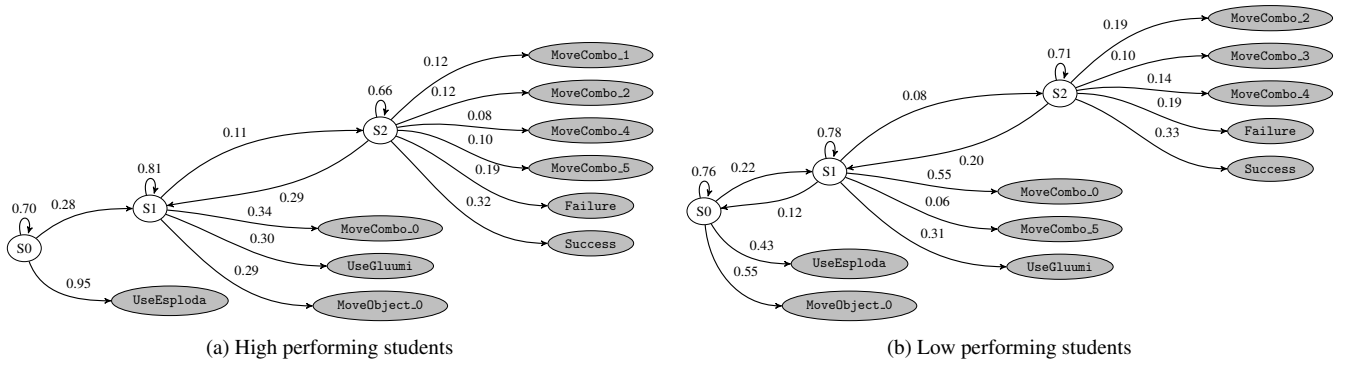 0.70
S0
0.28
0.95
UseEsploda
0.81
S1
0.11
0.29
0.34
MoveCombo_0
0.30
UseGluumi
0.29
MoveObject_0
0.66
S2
0.12
MoveCombo_1
0.12
MoveCombo_2
0.08
MoveCombo_4
0.10
MoveCombo_5
0.19
Failure
0.32
Success
(a) High performing students
0.76
S0
0.22
0.12
0.43
UseEsploda
0.55
MoveObject_0
0.78
S1
0.08
0.20
0.55
MoveCombo_0
0.06
MoveCombo_5
0.31
UseGluumi
0.71
S2
0.19
MoveCombo_2
0.10
MoveCombo_3
0.14
MoveCombo_4
0.19
Failure
0.33
Success
(b) Low performing students